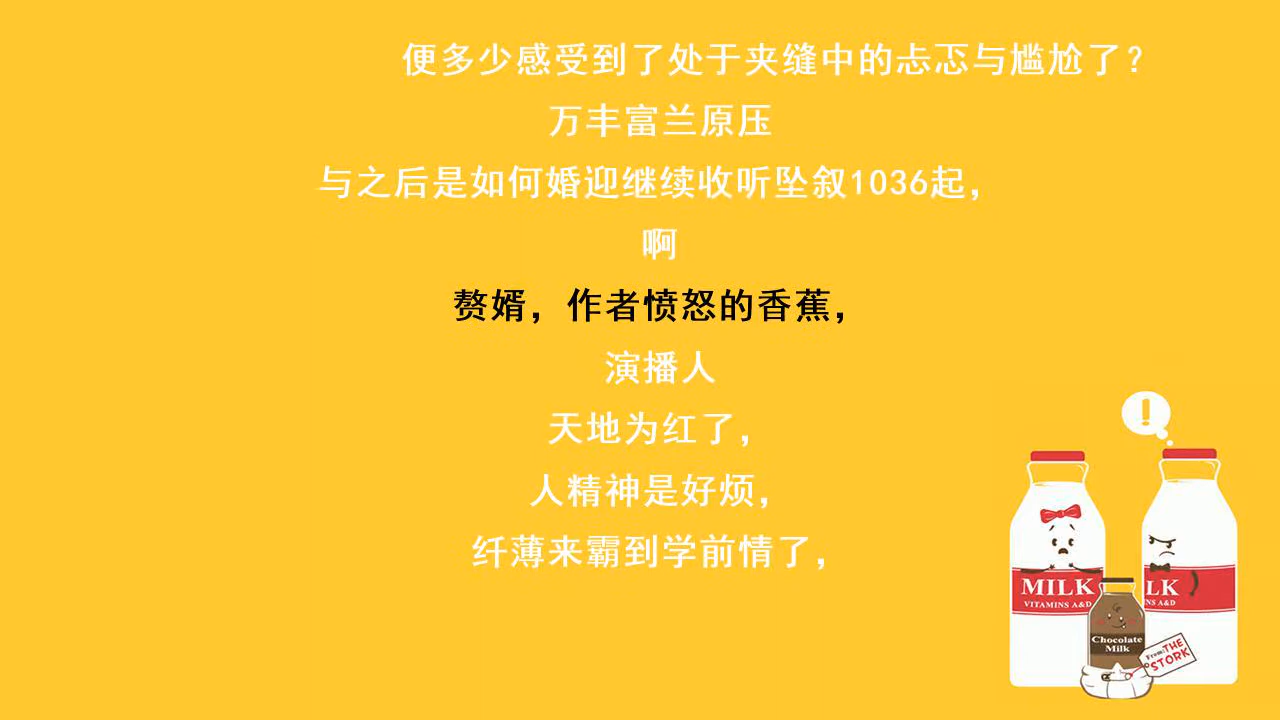 便多少感受到了处于夹缝中的忐忑与尴尬了？
万丰富兰原压
与之后是如何婚迎继续收听坠叙1036起，
啊
赘婿，作者愤怒的香蕉，
演播人
天地为红了，
人精神是好烦，
纤薄来霸到学前情了，
!
MILK
VITAMINS A&D
LK
NS A&D
Chocolate
Milk
From: THE
STORK